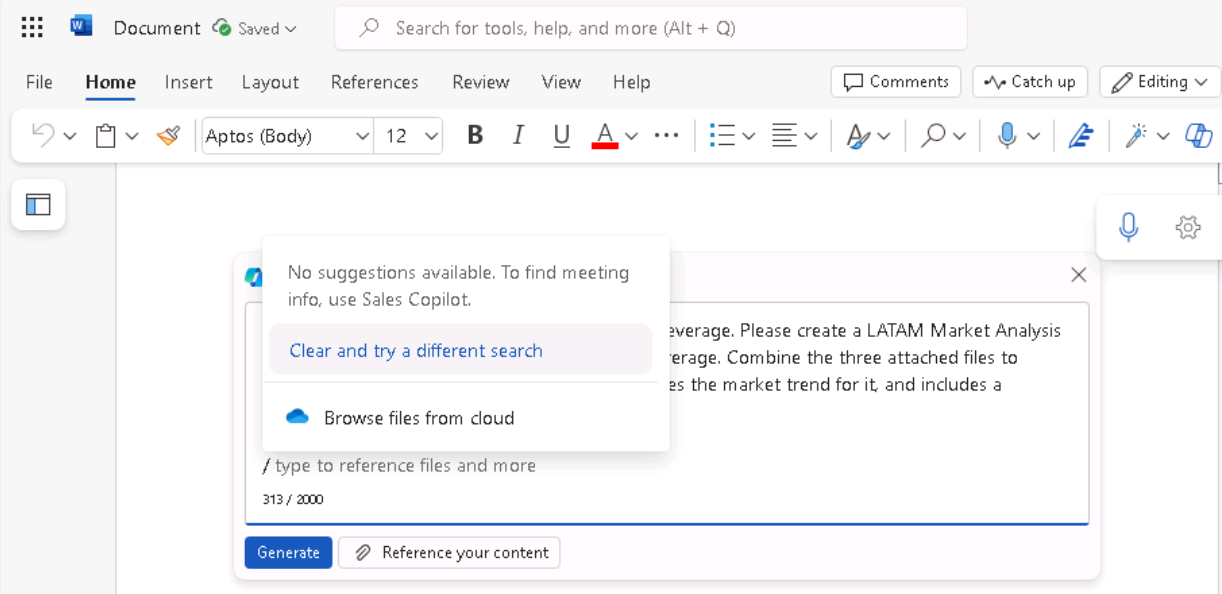 W Document Saved
Search for tools, help, and more (Alt + Q)
File Home Insert Layout References Review View Help
Comments Catch up Editing
Aptos (Body) 12 B I U A
No suggestions available. To find meeting
info, use Sales Copilot.
Clear and try a different search
Browse files from cloud
everage. Please create a LATAM Market Analysis
erage. Combine the three attached files to
es the market trend for it, and includes a
/ type to reference files and more
313 / 2000
Generate Reference your content